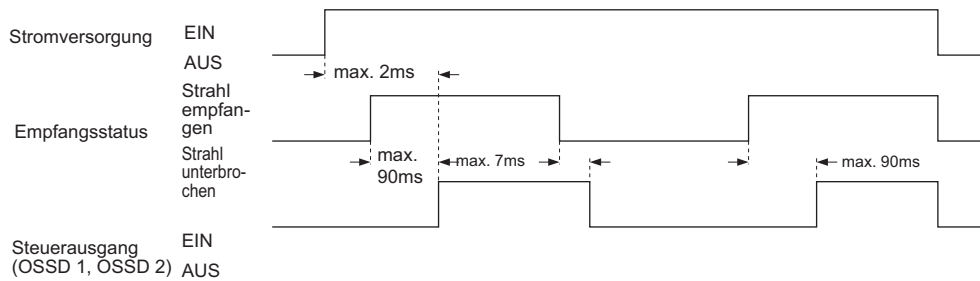 Stromversorgung
EIN
AUS
max. 2ms
Empfangsstatus
Strahl
empfan-
gen
Strahl
unterbro-
chen
max.
90ms
max. 7ms
max. 90ms
Steuerausgang
(OSSD 1, OSSD 2)
EIN
AUS